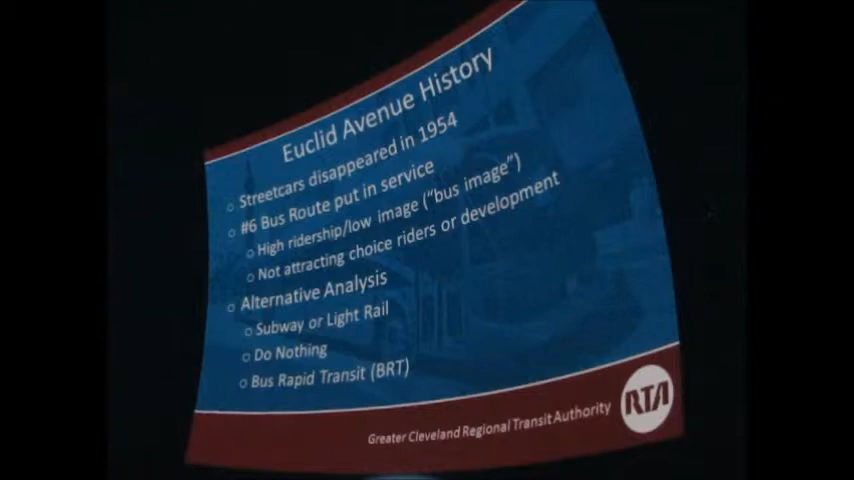 Euclid Avenue History
Streetcars disappeared in 1954
#6 Bus Route put in service
High ridership/low image ("bus image")
Not attracting choice riders or development
Alternative Analysis
Subway or Light Rail
Do Nothing
Bus Rapid Transit (BRT)
Greater Cleveland Regional Transit Authority
RTA